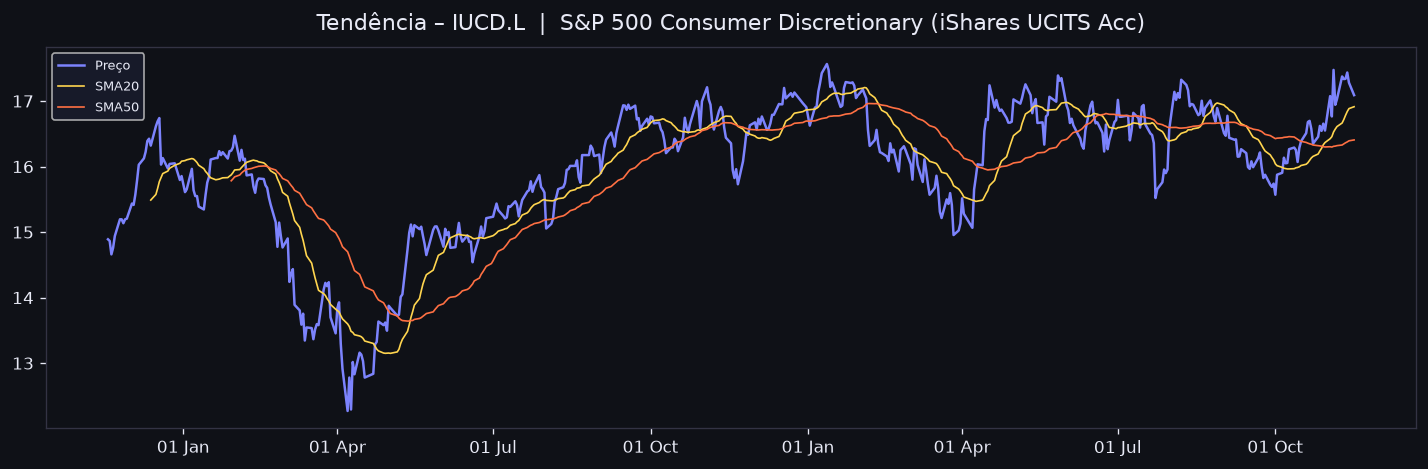 Tendência – IUCD.L | S&P 500 Consumer Discretionary (iShares UCITS Acc)
Preço
SMA20
SMA50
17
16
15
14
13
01 Jan
01 Apr
01 Jul
01 Oct
01 Jan
01 Apr
01 Jul
01 Oct